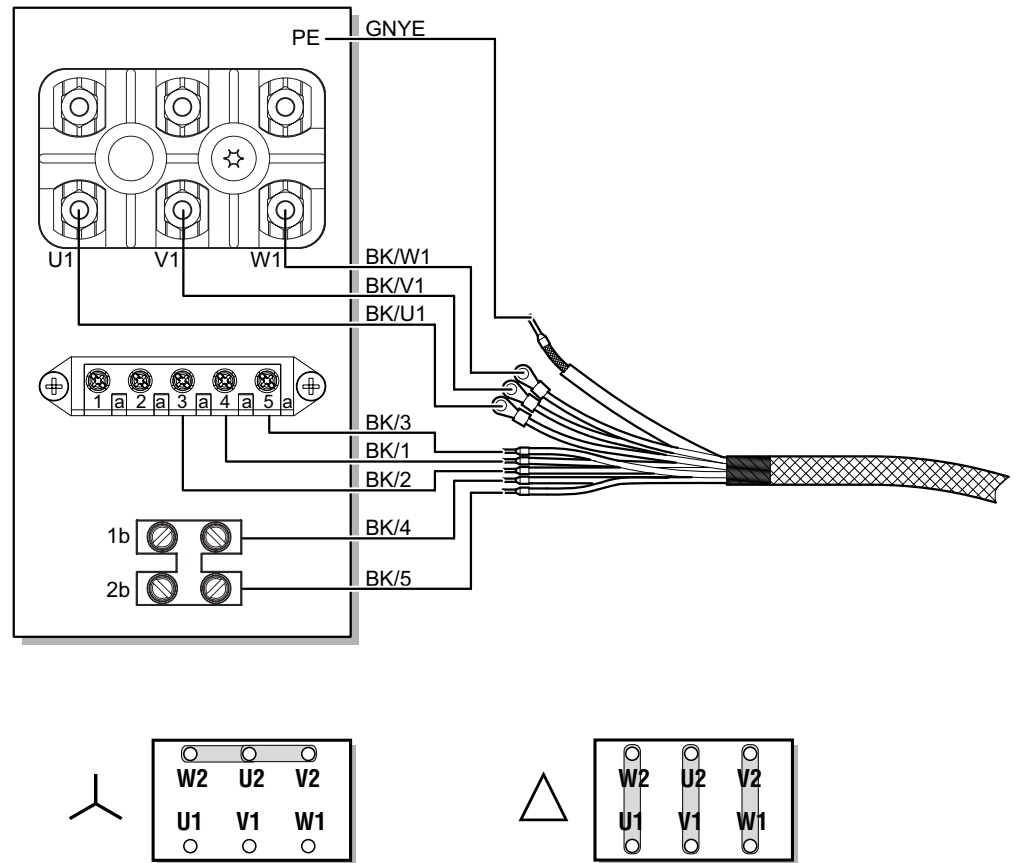 PE GNYE
U1 V1 W1 BK/W1
BK/V1
BK/U1
1 a 2 a 3 a 4 a 5 a
BK/3
BK/1
BK/2
1b BK/4
2b BK/5
W2 U2 V2
U1 V1 W1
W2 U2 V2
U1 V1 W1